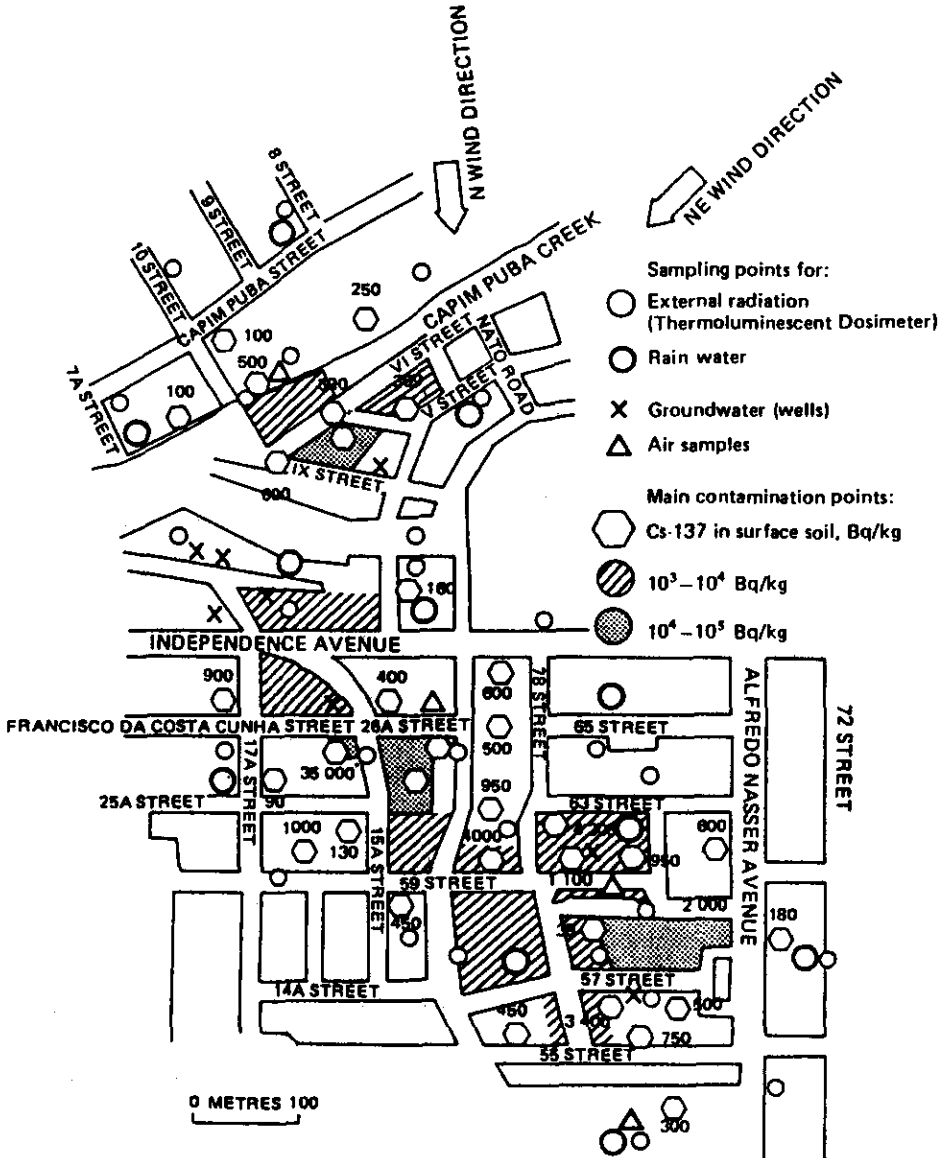 N WIND DIRECTION
NE WIND DIRECTION
8 STREET
9 STREET
10 STREET
CAPIM PUBA STREET
CAPIM PUBA CREEK
250
100
500
VI STREET
NATO ROAD
V STREET
7A STREET
100
IX STREET
600
Sampling points for:
External radiation
(Thermoluminescent Dosimeter)
Rain water
Groundwater (wells)
Air samples
Main contamination points:
Cs-137 in surface soil, Bq/kg
10³–10⁴ Bq/kg
10⁴–10⁵ Bq/kg
160
INDEPENDENCE AVENUE
900
400
600
78 STREET
ALFREDO NASSER AVENUE
72 STREET
FRANCISCO DA COSTA CUNHA STREET
26A STREET
65 STREET
500
17A STREET
35 000
90
950
25A STREET
63 STREET
1000
130
15A STREET
4000
950
600
59 STREET
1 100
2 000
450
180
14A STREET
57 STREET
450
3 400
500
750
55 STREET
0 METRES 100
300